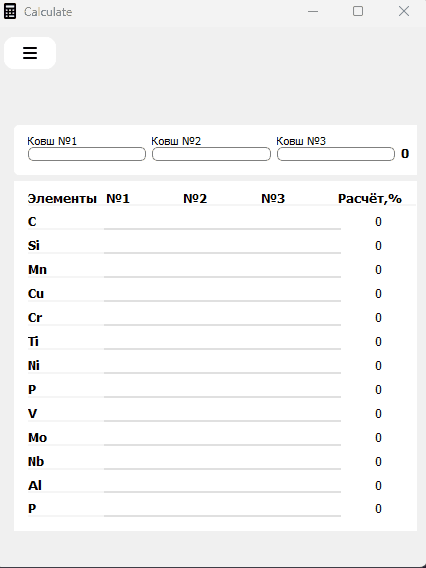 Calculate
Ковш №1 Ковш №2 Ковш №3
0
Элементы №1 №2 №3 Расчёт,%
C 0
Si 0
Mn 0
Cu 0
Cr 0
Ti 0
Ni 0
P 0
V 0
Mo 0
Nb 0
Al 0
P 0